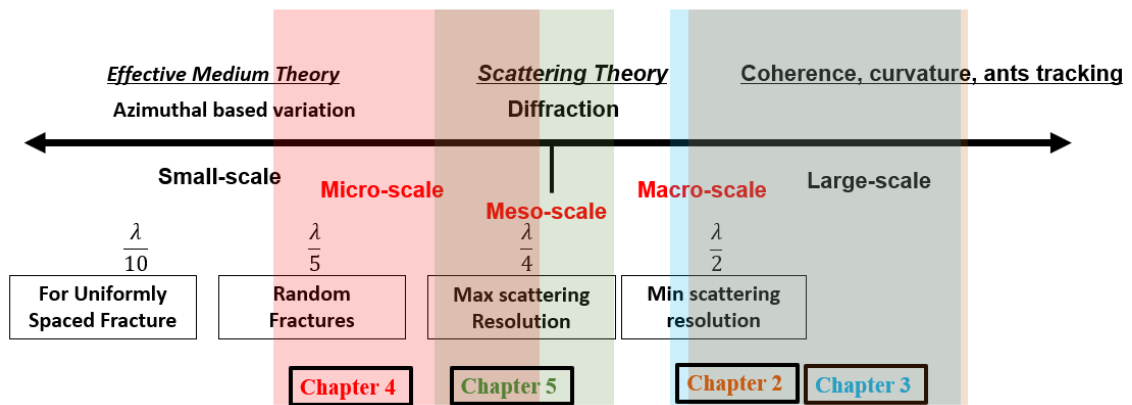 Effective Medium Theory
Scattering Theory
Coherence, curvature, ants tracking
Azimuthal based variation
Diffraction
Small-scale
Micro-scale
Meso-scale
Macro-scale
Large-scale
λ/10
λ/5
λ/4
λ/2
For Uniformly
Spaced Fracture
Random
Fractures
Max scattering
Resolution
Min scattering
resolution
Chapter 4
Chapter 5
Chapter 2
Chapter 3